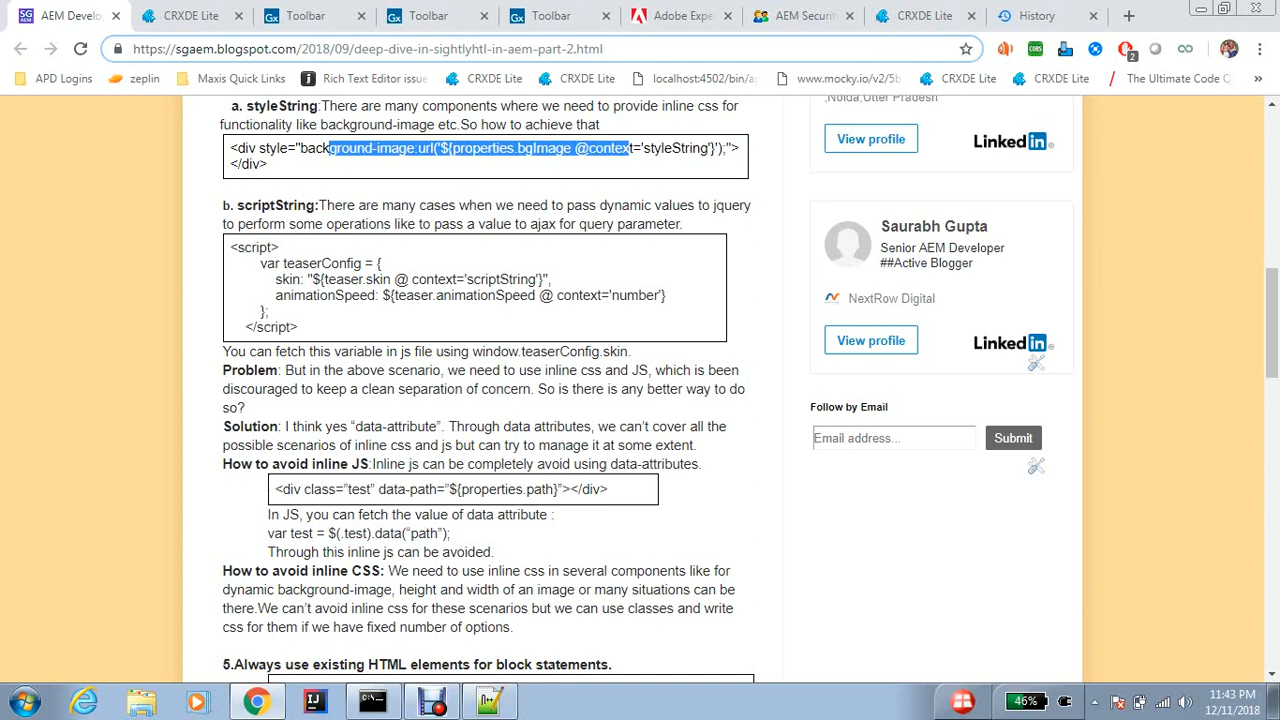 AEM Develo
CRXDE Lite
Toolbar
Toolbar
Toolbar
Adobe Expe
AEM Securi
CRXDE Lite
History
https://sgaem.blogspot.com/2018/09/deep-dive-in-sightlyhtl-in-aem-part-2.html
2
APD Logins
zeplin
Maxis Quick Links
Rich Text Editor issue
CRXDE Lite
CRXDE Lite
localhost4502/bin/as
www.mocky.io/v2/5b
CRXDE Lite
CRXDE Lite
The Ultimate Code Q
»
a. styleString:There are many components where we need to provide inline css for
functionality like background-image etc.So how to achieve that
<div style="background-image:url('${properties.bgImage @context='styleString'}');">
</div>
b. scriptString:There are many cases when we need to pass dynamic values to jquery
to perform some operations like to pass a value to ajax for query parameter.
<script>
var teaserConfig = {
skin: "${teaser.skin @ context='scriptString'}",
animationSpeed: ${teaser.animationSpeed @ context='number'}
};
</script>
You can fetch this variable in js file using window.teaserConfig.skin.
Problem: But in the above scenario, we need to use inline css and JS, which is been
discouraged to keep a clean separation of concern. So is there is any better way to do
so?
Solution: I think yes “data-attribute”. Through data attributes, we can’t cover all the
possible scenarios of inline css and js but can try to manage it at some extent.
How to avoid inline JS:Inline js can be completely avoid using data-attributes.
<div class=”test” data-path=”${properties.path}”></div>
In JS, you can fetch the value of data attribute :
var test = $(.test).data(“path”);
Through this inline js can be avoided.
How to avoid inline CSS: We need to use inline css in several components like for
dynamic background-image, height and width of an image or many situations can be
there.We can’t avoid inline css for these scenarios but we can use classes and write
css for them if we have fixed number of options.
5.Always use existing HTML elements for block statements.
,Noida,Utter Pradesh
View profile
Linkedin
Saurabh Gupta
Senior AEM Developer
##Active Blogger
NextRow Digital
View profile
Linkedin
Follow by Email
Email address...
Submit
46%
11:43 PM
12/11/2018